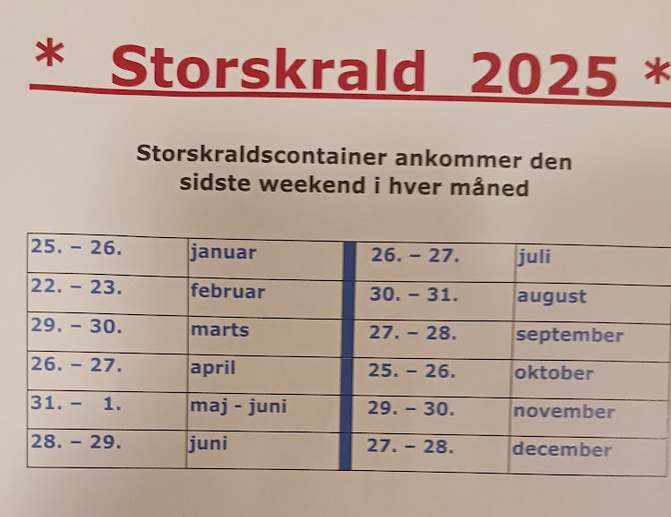 * Storskrald 2025 *
Storskraldscontainer ankommer den
sidste weekend i hver måned
25. – 26. januar 26. – 27. juli
22. – 23. februar 30. – 31. august
29. – 30. marts 27. – 28. september
26. – 27. april 25. – 26. oktober
31. – 1. maj - juni 29. – 30. november
28. – 29. juni 27. – 28. december